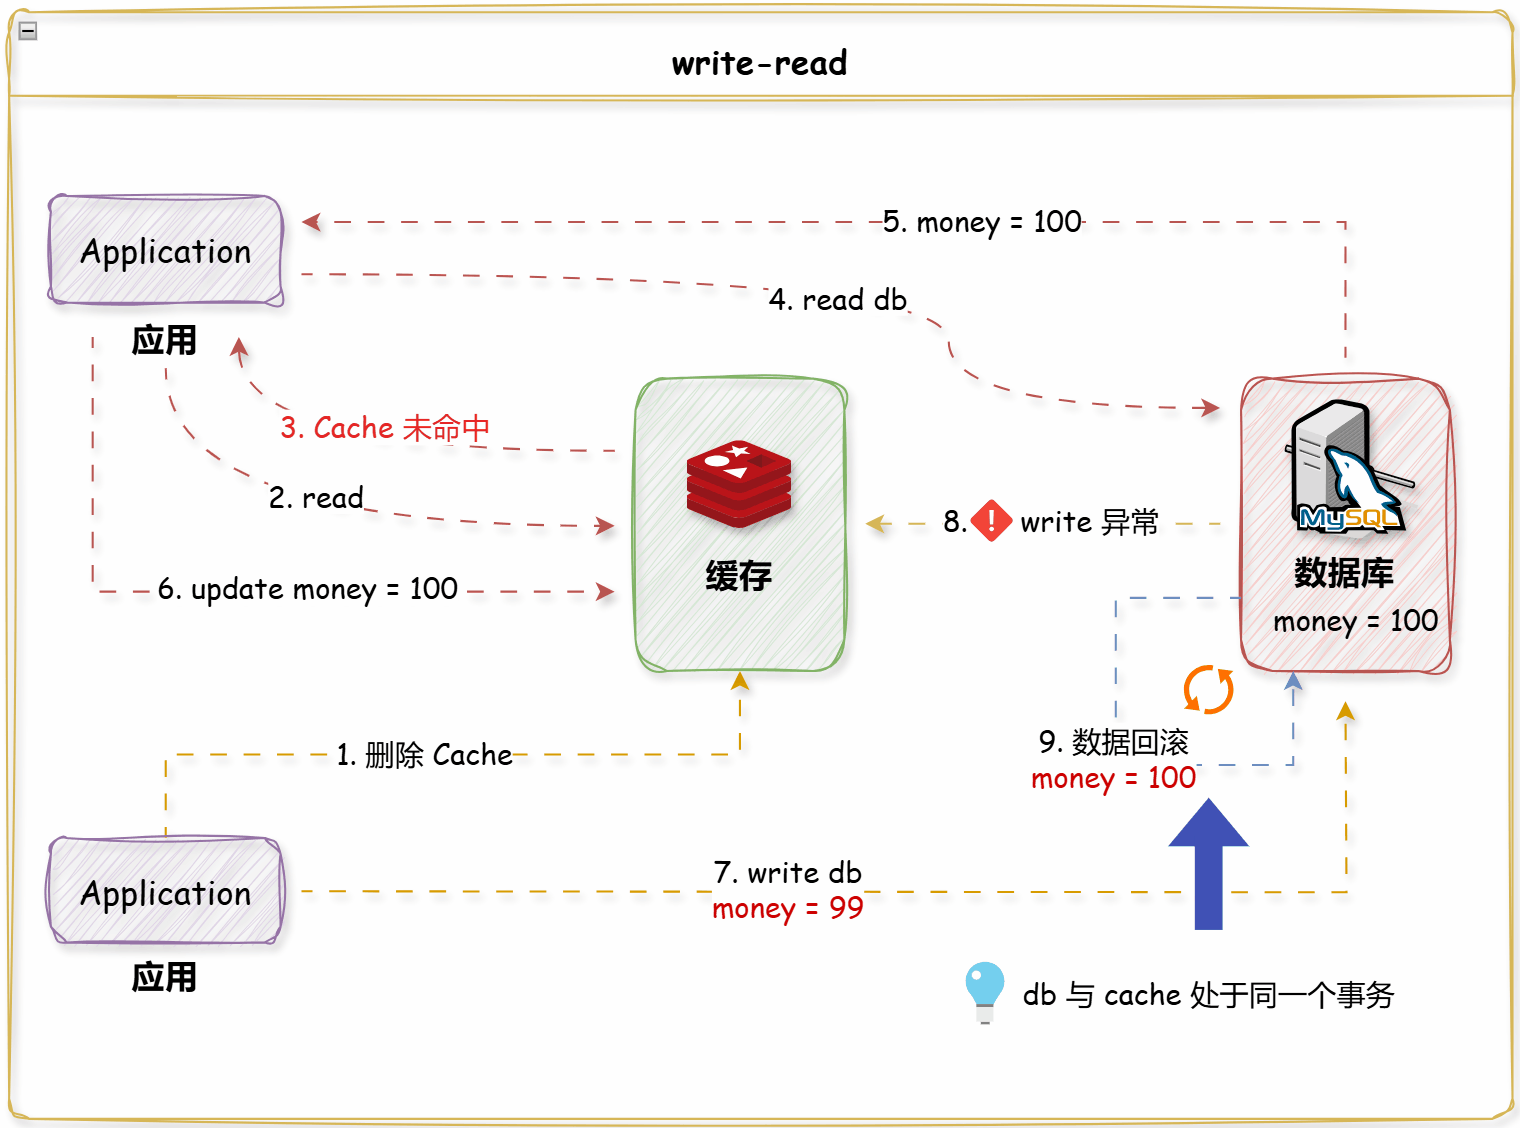 write-read
5. money = 100
Application
4. read db
应用
3. Cache 未命中
2. read
8. ! write 异常
MySQL
缓存
数据库
6. update money = 100
money = 100
1. 删除 Cache
9. 数据回滚
money = 100
7. write db
money = 99
Application
应用
db 与 cache 处于同一个事务